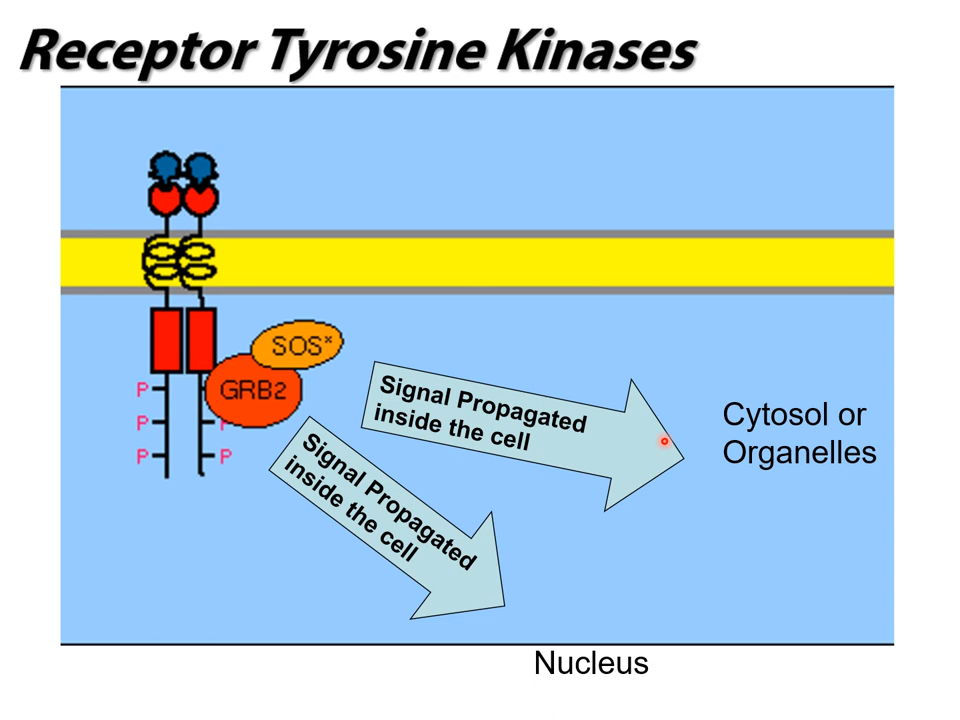 Receptor Tyrosine Kinases
SOS*
GRB2
P
P
P
P
P
Signal Propagated
inside the cell
Signal Propagated
inside the cell
Cytosol or
Organelles
Nucleus